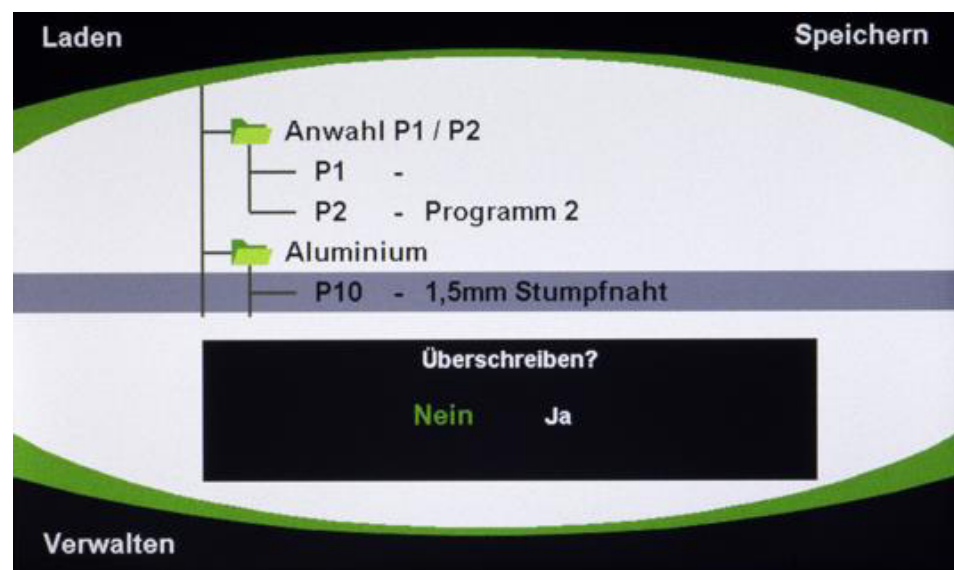 Laden Speichern
Anwahl P1 / P2
P1 -
P2 - Programm 2
Aluminium
P10 - 1,5mm Stumpfnaht
Überschreiben?
Nein Ja
Verwalten